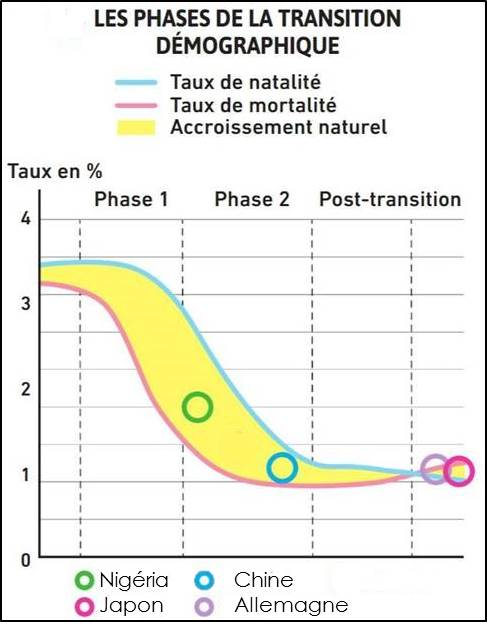 LES PHASES DE LA TRANSITION
DÉMOGRAPHIQUE
Taux de natalité
Taux de mortalité
Accroissement naturel
Taux en %
Phase 1 Phase 2 Post-transition
4
3
2
1
0
Nigéria Chine
Japon Allemagne